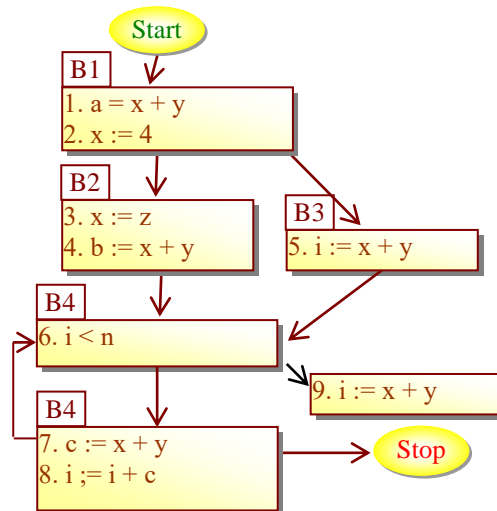 Start
B1
1. a = x + y
2. x := 4
B2
3. x := z
4. b := x + y
B3
5. i := x + y
B4
6. i < n
9. i := x + y
B4
7. c := x + y
8. i ;= i + c
Stop